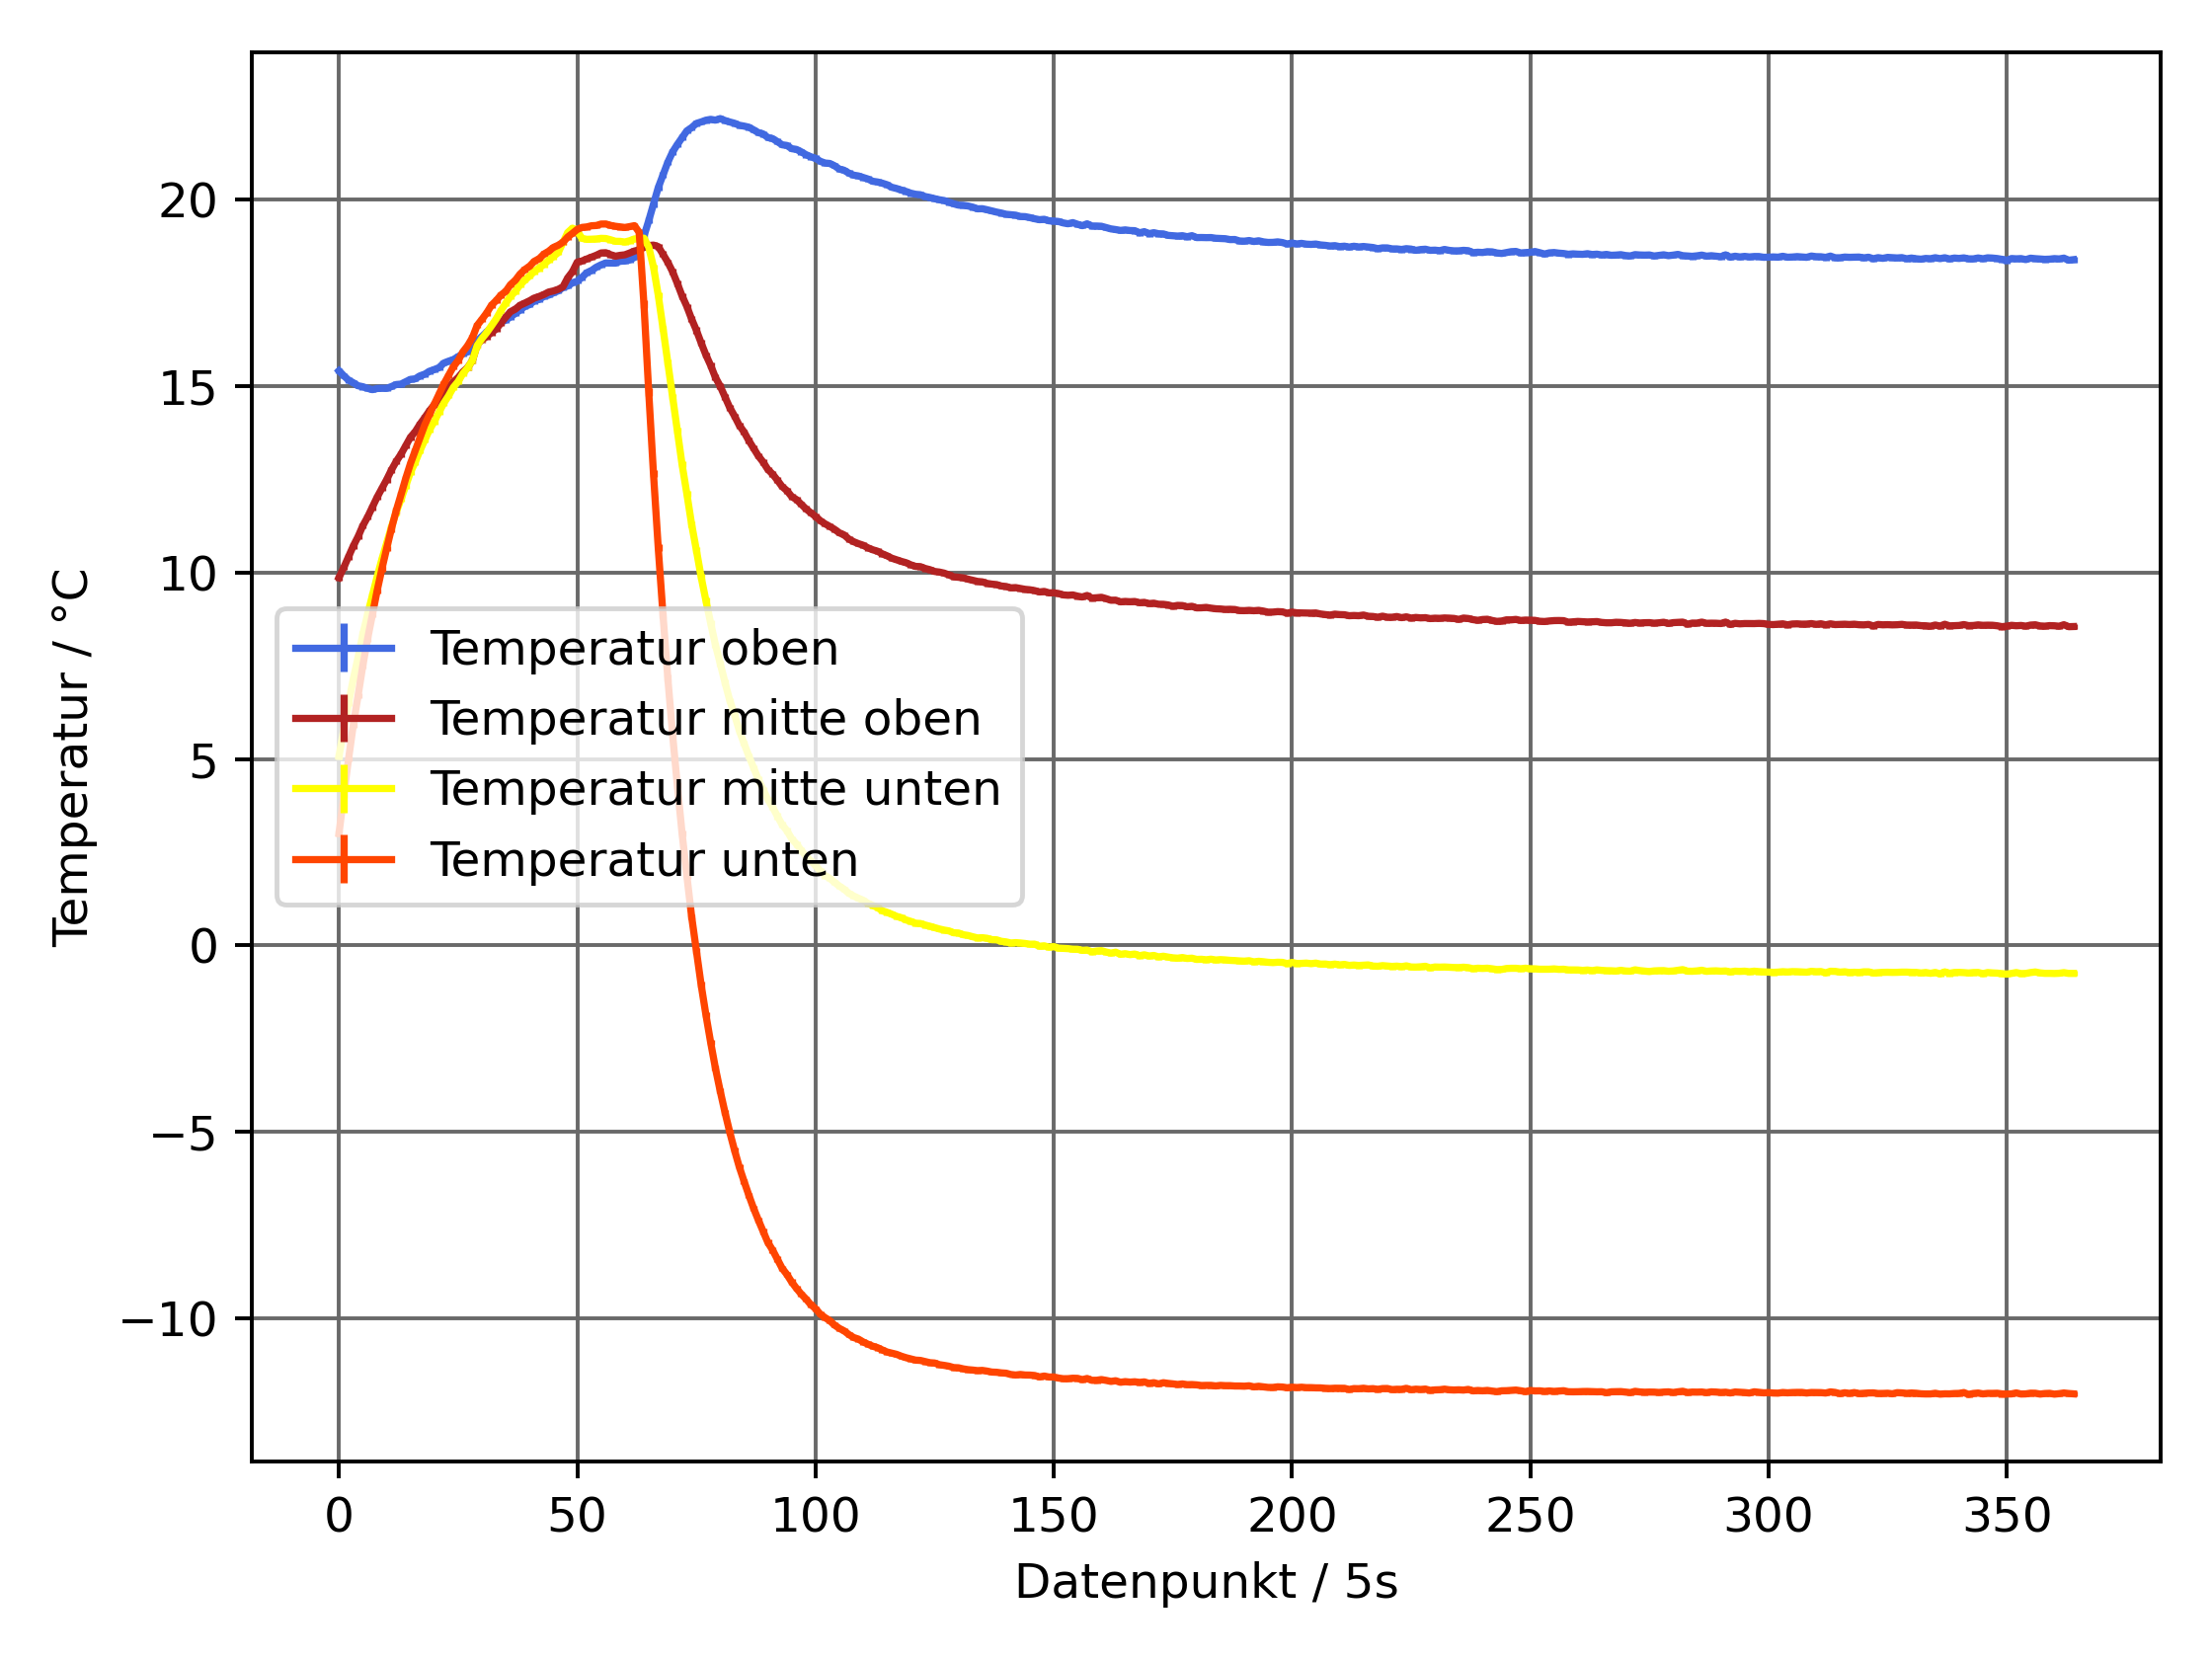 20
15
10
5
0
−5
−10
Temperatur / °C
Temperatur oben
Temperatur mitte oben
Temperatur mitte unten
Temperatur unten
0 50 100 150 200 250 300 350
Datenpunkt / 5s